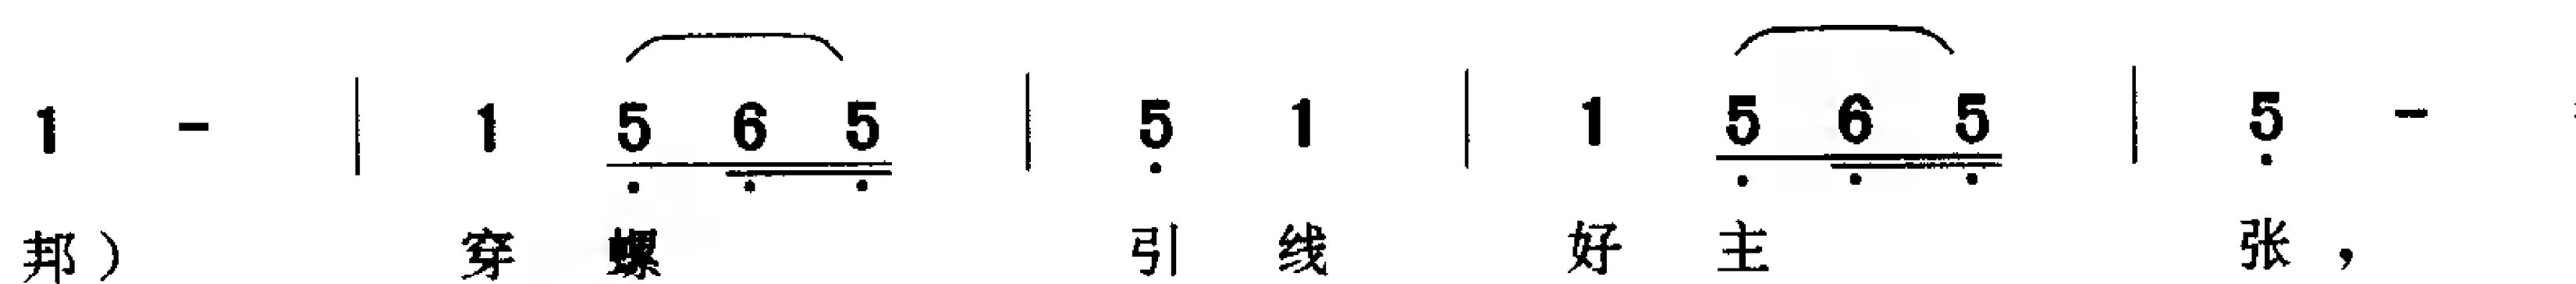 1 - | 1 5 6 5 | 5 1 | 1 5 6 5 | 5 -
邦） 穿 螺 引 线 好 主 张，